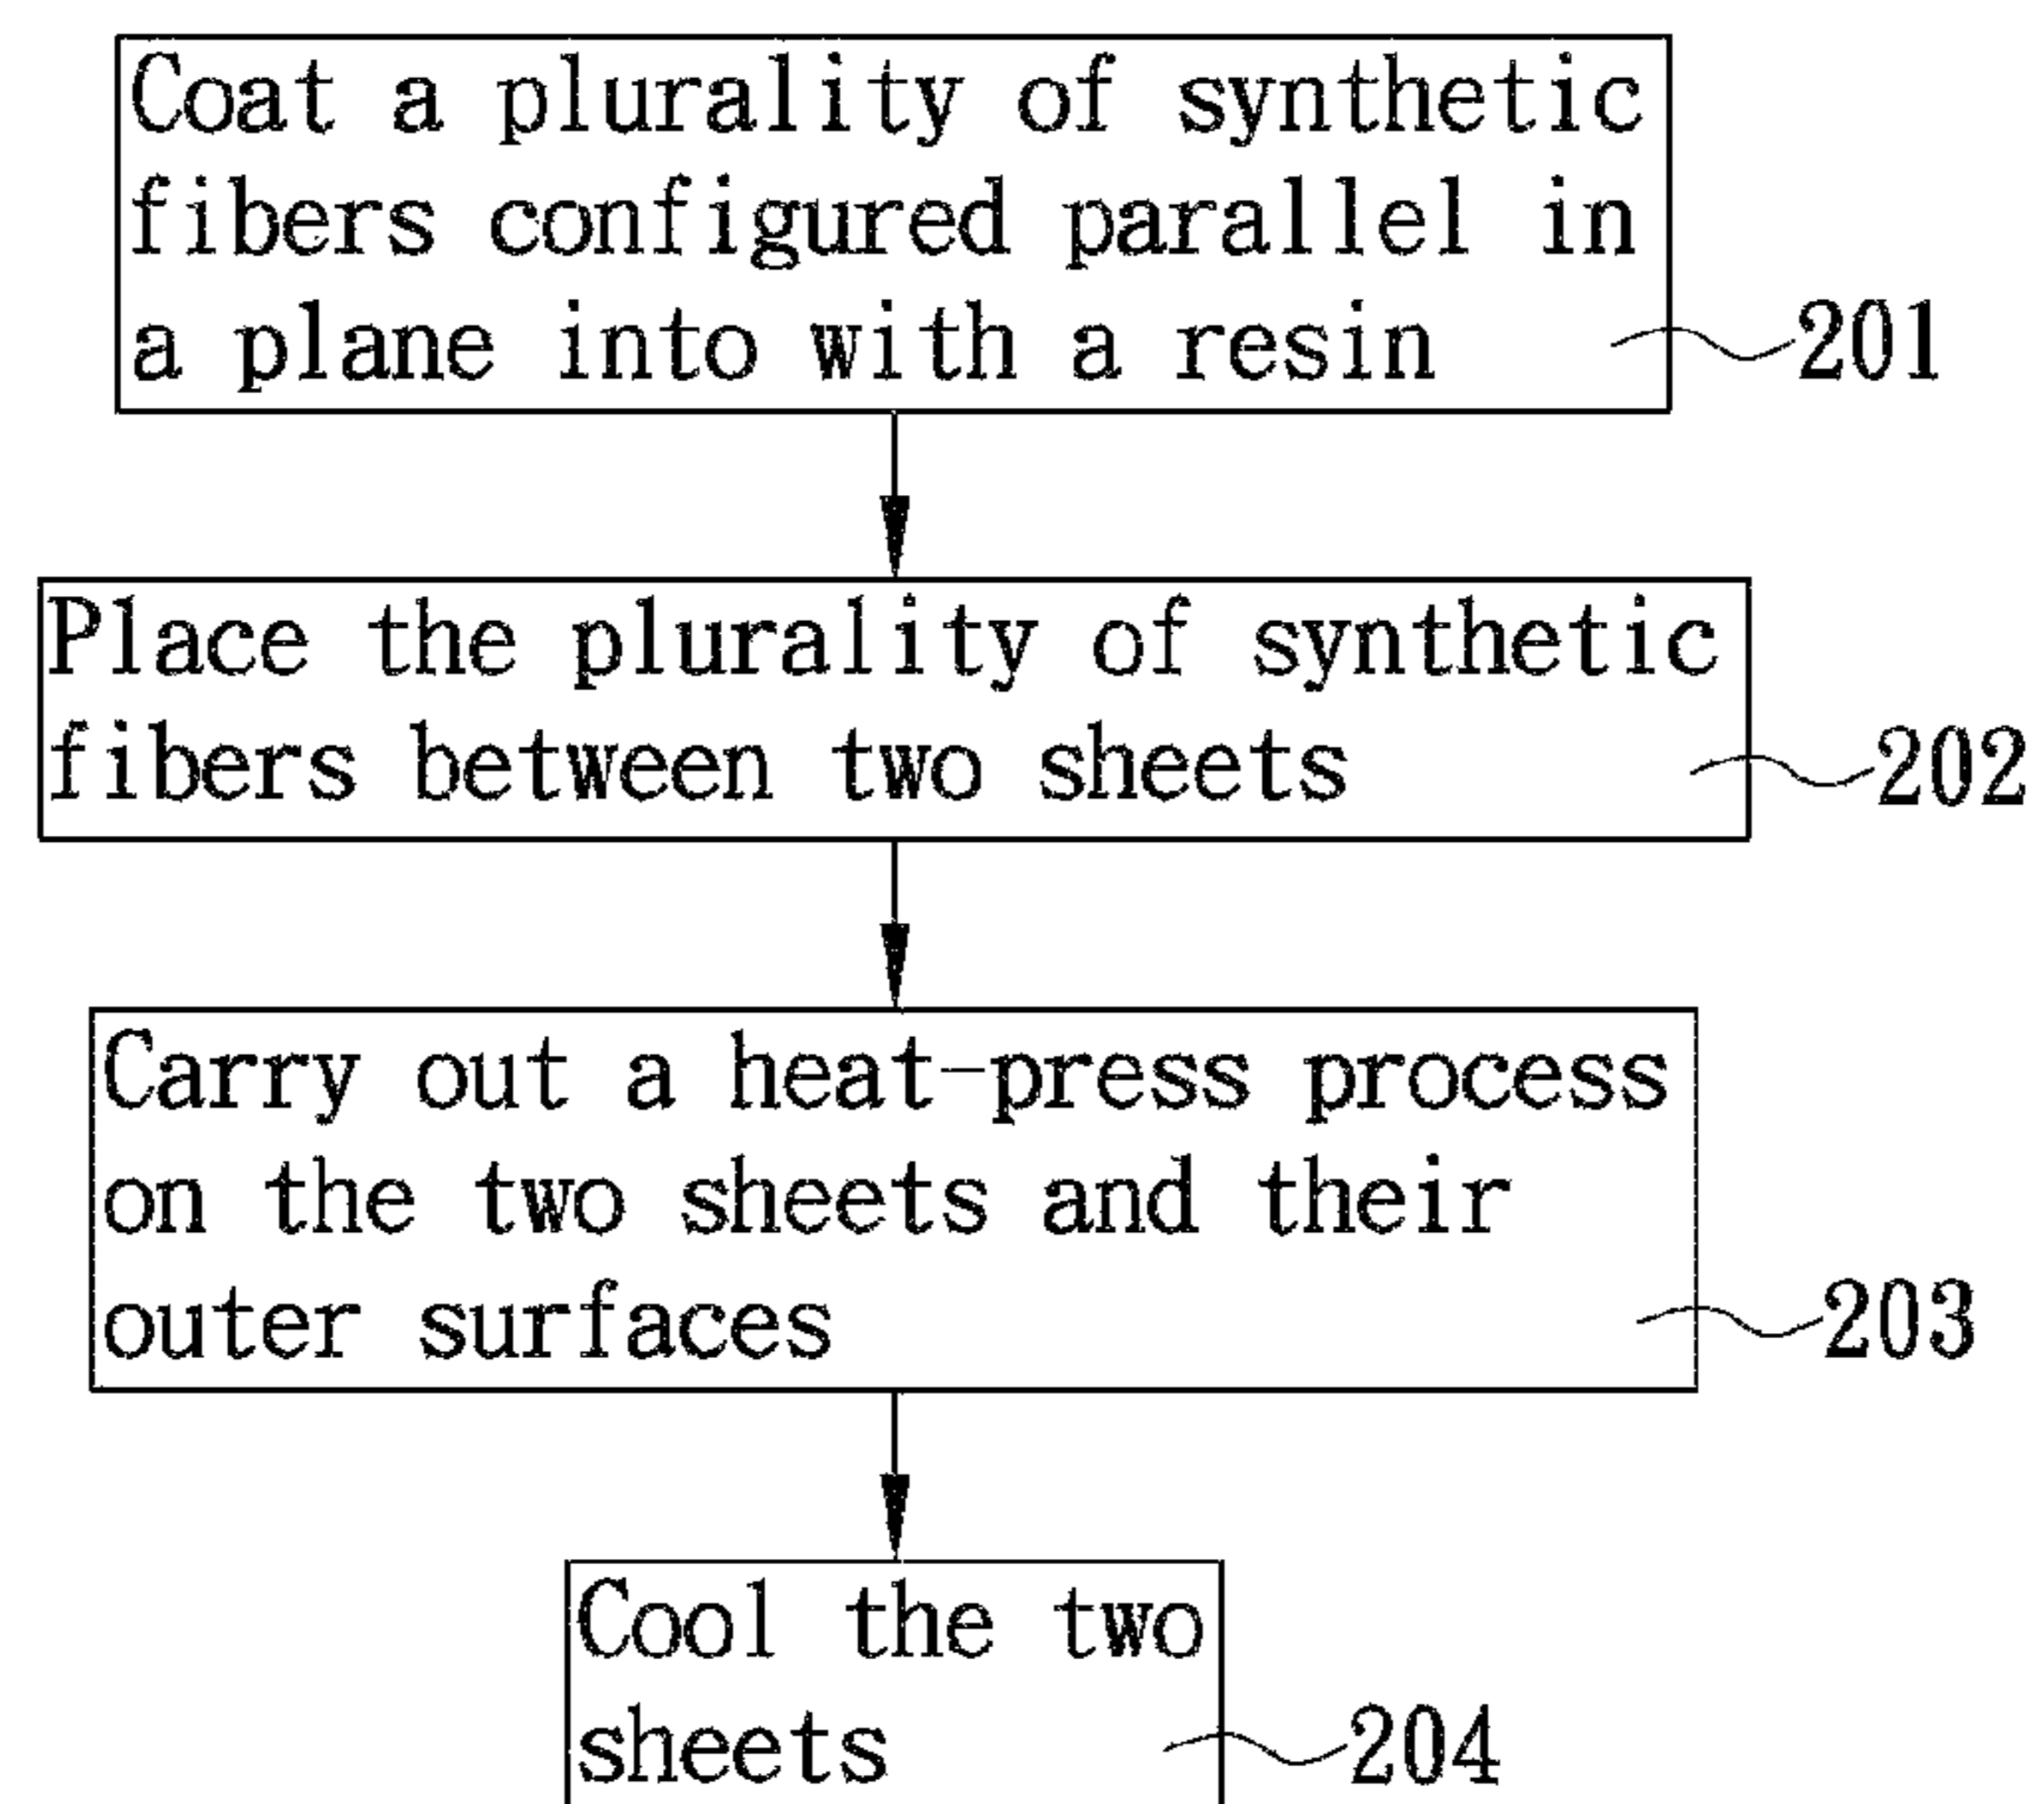 Coat a plurality of synthetic
fibers configured parallel in
a plane into with a resin
201
Place the plurality of synthetic
fibers between two sheets
202
Carry out a heat-press process
on the two sheets and their
outer surfaces
203
Cool the two
sheets
204